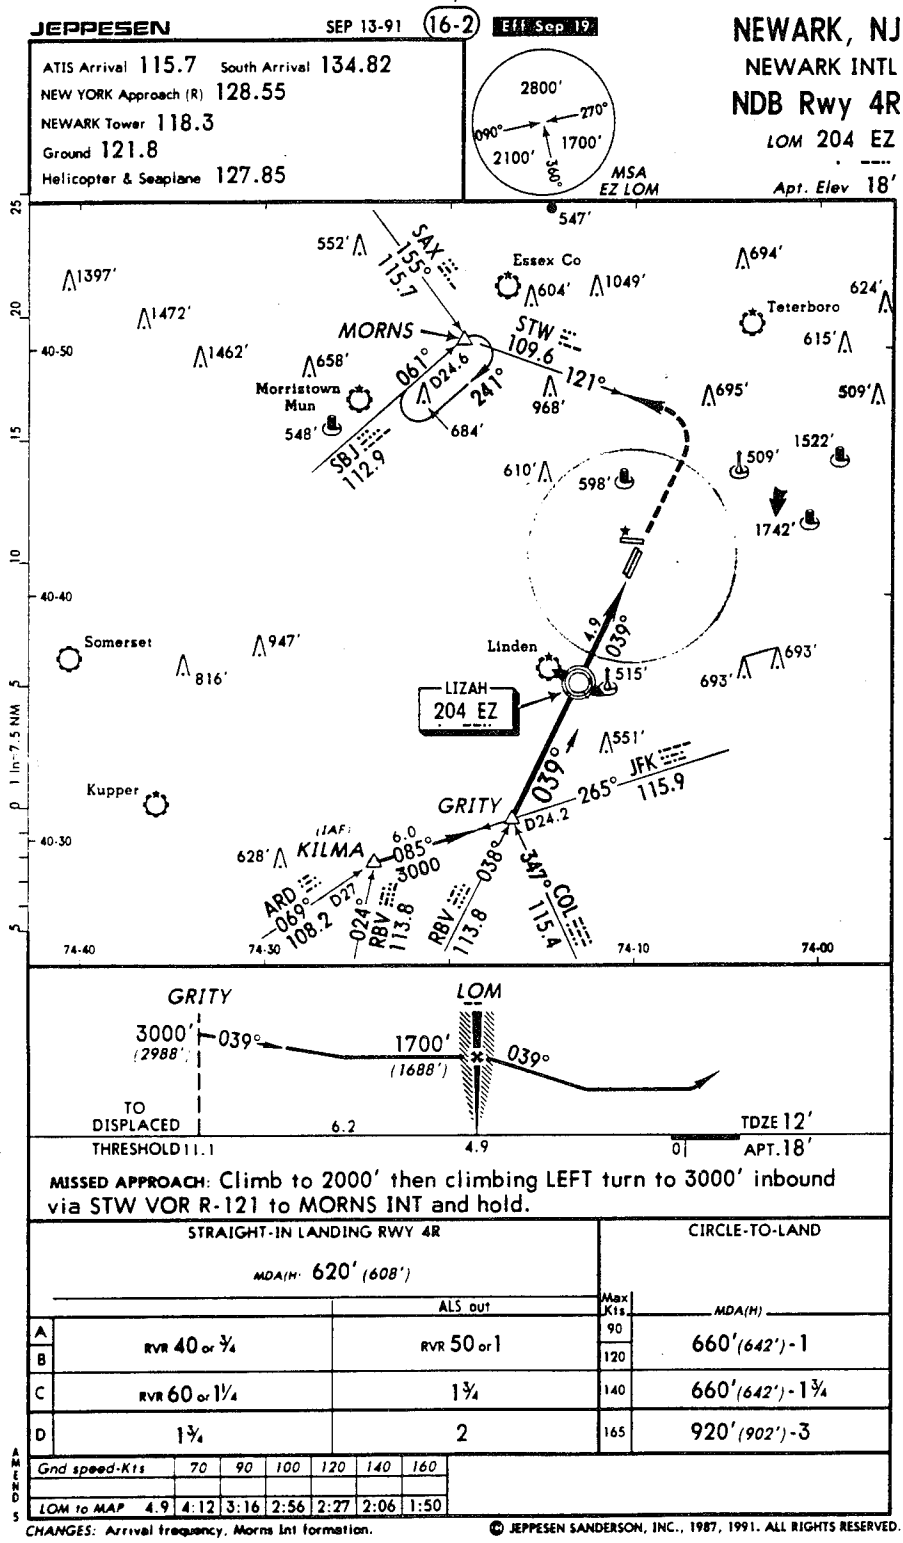 JEPPESEN SEP 13-91 16-2 Eff Sep 19
NEWARK, NJ
NEWARK INTL
NDB Rwy 4R
LOM 204 EZ
Apt. Elev 18'
ATIS Arrival 115.7 South Arrival 134.82
NEW YORK Approach (R) 128.55
NEWARK Tower 118.3
Ground 121.8
Helicopter & Seaplane 127.85
2800'
270°
090°
1700'
2100'
360°
MSA
EZ LOM
25
547'
552'
SAX
155°
115.7
694'
Essex Co
1397'
604'
1049'
624'
Teterboro
1472'
20
MORNS
STW
109.6
615'
40-50
1462'
658'
061°
D24.6
121°
Morristown
Mun
241°
968'
695'
509'
548'
684'
15
SBJ
112.9
1522'
610'
598'
509'
1742'
10
40-40
4.9
039°
Somerset
947'
Linden
816'
515'
693'
693'
5
LIZAH
204 EZ
1 In=7.5 NM
551'
039°
JFK
115.9
265°
Kupper
GRITY
D24.2
0
40-30
(IAF)
KILMA
6.0
085°
3000
628'
038°
347°
ARD
069°
108.2
D27
024°
RBV
113.8
RBV
113.8
COL
115.4
5
74-40 74-30 74-10 74-00
GRITY LOM
3000' 039° 1700' 039°
(2988') (1688')
TO
DISPLACED 6.2 TDZE 12'
THRESHOLD 11.1 4.9 0 APT. 18'
MISSED APPROACH: Climb to 2000' then climbing LEFT turn to 3000' inbound
via STW VOR R-121 to MORNS INT and hold.
STRAIGHT-IN LANDING RWY 4R CIRCLE-TO-LAND
MDA(H) 620' (608')
ALS out Max Kts MDA(H)
A RVR 40 or ¾ RVR 50 or 1 90 660' (642') - 1
B 120
C RVR 60 or 1¼ 1¾ 140 660' (642') - 1¾
D 1¾ 2 165 920' (902') - 3
Gnd speed-Kts 70 90 100 120 140 160
LOM to MAP 4.9 4:12 3:16 2:56 2:27 2:06 1:50
AMEND 5
CHANGES: Arrival frequency, Morns Int formation.
© JEPPESEN SANDERSON, INC., 1987, 1991. ALL RIGHTS RESERVED.